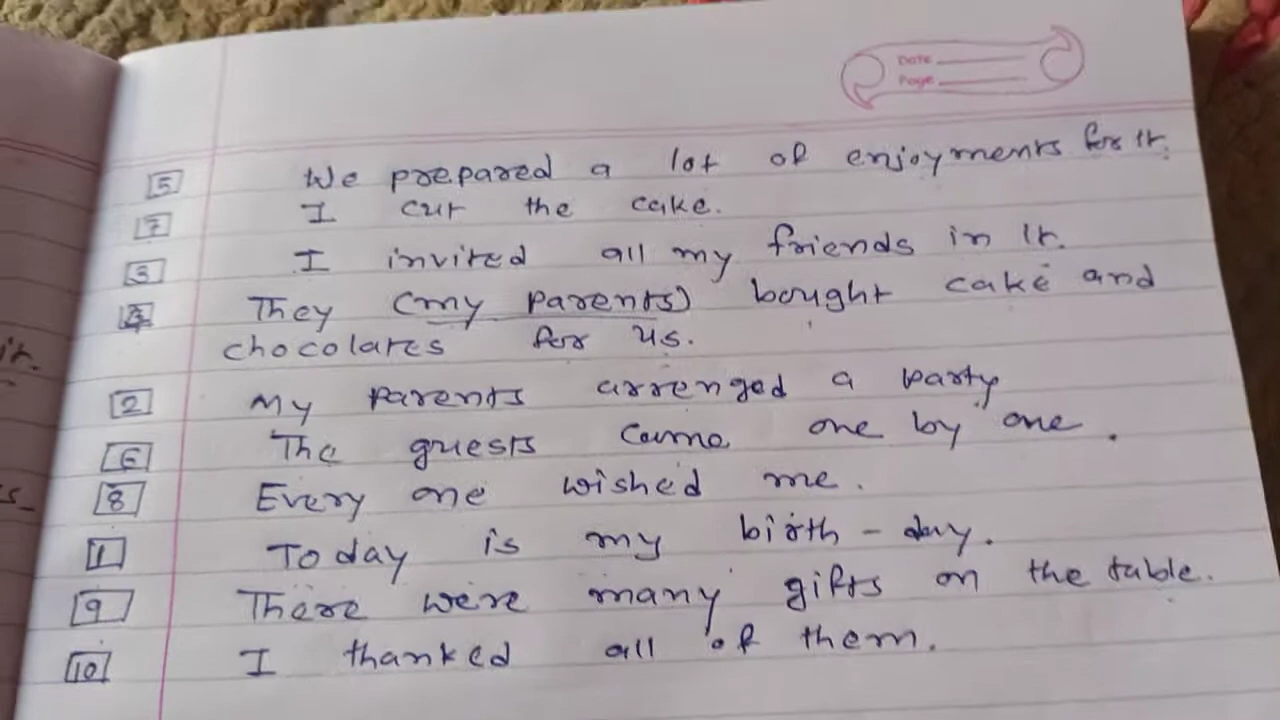 Date
Page
5 We prepared a lot of enjoyments for it.
7 I cut the cake.
3 I invited all my friends in it.
4 They (my parents) bought cake and
chocolates for us.
2 My parents arrenged a party
6 The guests came one by one.
8 Every one wished me.
1 Today is my birth-day.
9 There were many gifts on the table.
10 I thanked all of them.
it.
s